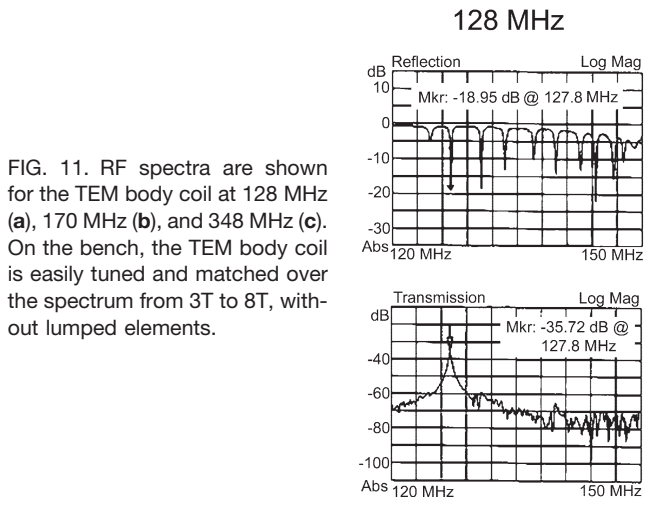 128 MHz
FIG. 11. RF spectra are shown
for the TEM body coil at 128 MHz
(a), 170 MHz (b), and 348 MHz (c).
On the bench, the TEM body coil
is easily tuned and matched over
the spectrum from 3T to 8T, with-
out lumped elements.
Reflection Log Mag
dB
10
Mkr: -18.95 dB @ 127.8 MHz
0
-10
-20
-30
Abs 120 MHz 150 MHz
Transmission Log Mag
dB
Mkr: -35.72 dB @
127.8 MHz
-40
-60
-80
-100
Abs 120 MHz 150 MHz